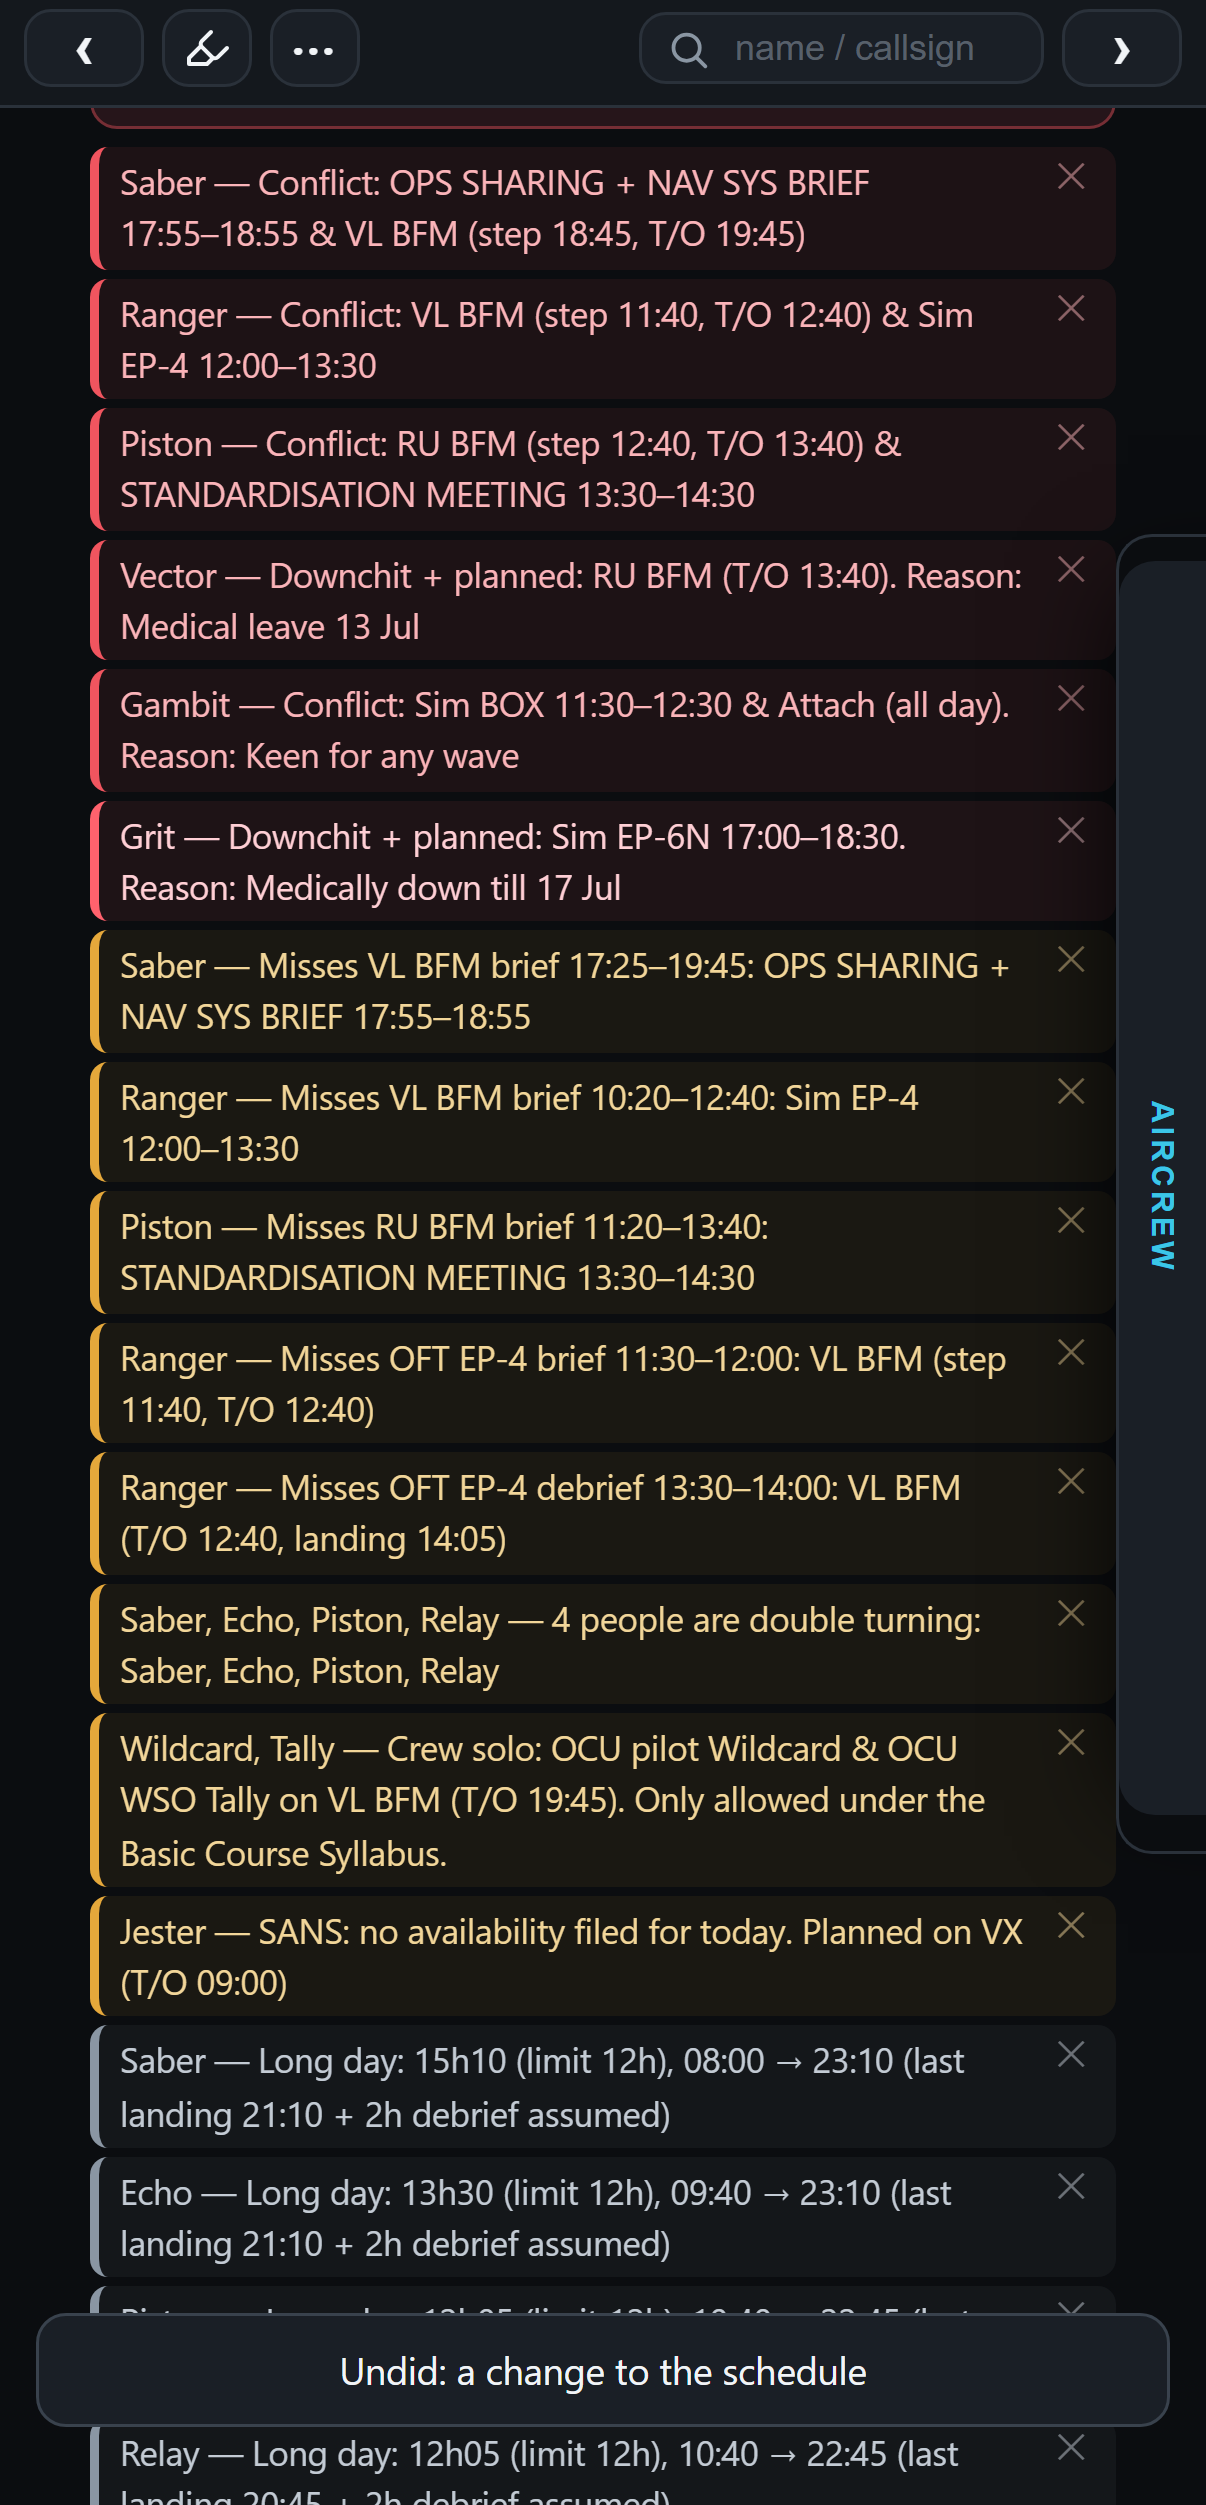 name / callsign
Saber — Conflict: OPS SHARING + NAV SYS BRIEF
17:55–18:55 & VL BFM (step 18:45, T/O 19:45)
Ranger — Conflict: VL BFM (step 11:40, T/O 12:40) & Sim
EP-4 12:00–13:30
Piston — Conflict: RU BFM (step 12:40, T/O 13:40) &
STANDARDISATION MEETING 13:30–14:30
Vector — Downchit + planned: RU BFM (T/O 13:40). Reason:
Medical leave 13 Jul
Gambit — Conflict: Sim BOX 11:30–12:30 & Attach (all day).
Reason: Keen for any wave
Grit — Downchit + planned: Sim EP-6N 17:00–18:30.
Reason: Medically down till 17 Jul
Saber — Misses VL BFM brief 17:25–19:45: OPS SHARING +
NAV SYS BRIEF 17:55–18:55
Ranger — Misses VL BFM brief 10:20–12:40: Sim EP-4
12:00–13:30
AIRCREW
Piston — Misses RU BFM brief 11:20–13:40:
STANDARDISATION MEETING 13:30–14:30
Ranger — Misses OFT EP-4 brief 11:30–12:00: VL BFM (step
11:40, T/O 12:40)
Ranger — Misses OFT EP-4 debrief 13:30–14:00: VL BFM
(T/O 12:40, landing 14:05)
Saber, Echo, Piston, Relay — 4 people are double turning:
Saber, Echo, Piston, Relay
Wildcard, Tally — Crew solo: OCU pilot Wildcard & OCU
WSO Tally on VL BFM (T/O 19:45). Only allowed under the
Basic Course Syllabus.
Jester — SANS: no availability filed for today. Planned on VX
(T/O 09:00)
Saber — Long day: 15h10 (limit 12h), 08:00 → 23:10 (last
landing 21:10 + 2h debrief assumed)
Echo — Long day: 13h30 (limit 12h), 09:40 → 23:10 (last
landing 21:10 + 2h debrief assumed)
Undid: a change to the schedule
Relay — Long day: 12h05 (limit 12h), 10:40 → 22:45 (last
landing 20:45 + 2h debrief assumed)